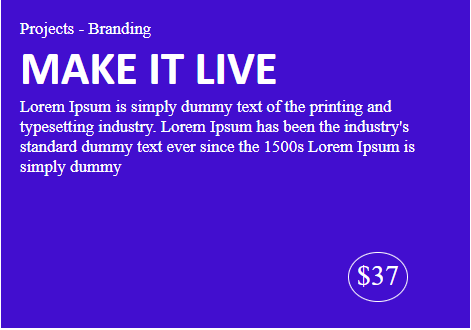 Projects - Branding
MAKE IT LIVE
Lorem Ipsum is simply dummy text of the printing and
typesetting industry. Lorem Ipsum has been the industry's
standard dummy text ever since the 1500s Lorem Ipsum is
simply dummy
$37